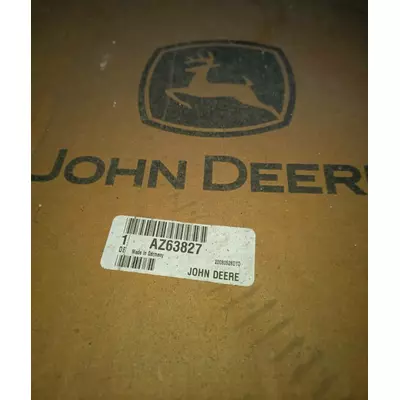 JOHN DEERE
1 AZ63827
DE Made in Germany
JOHN DEERE